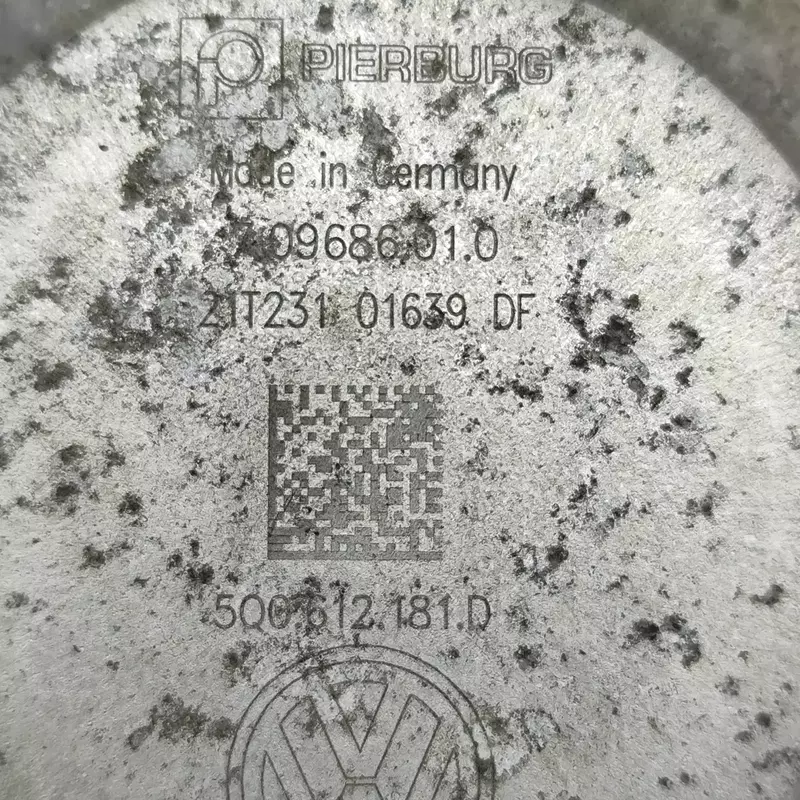 PIERBURG
Made in Germany
7.09686.01.0
21T231 01639 DF
5Q0.612.181.D